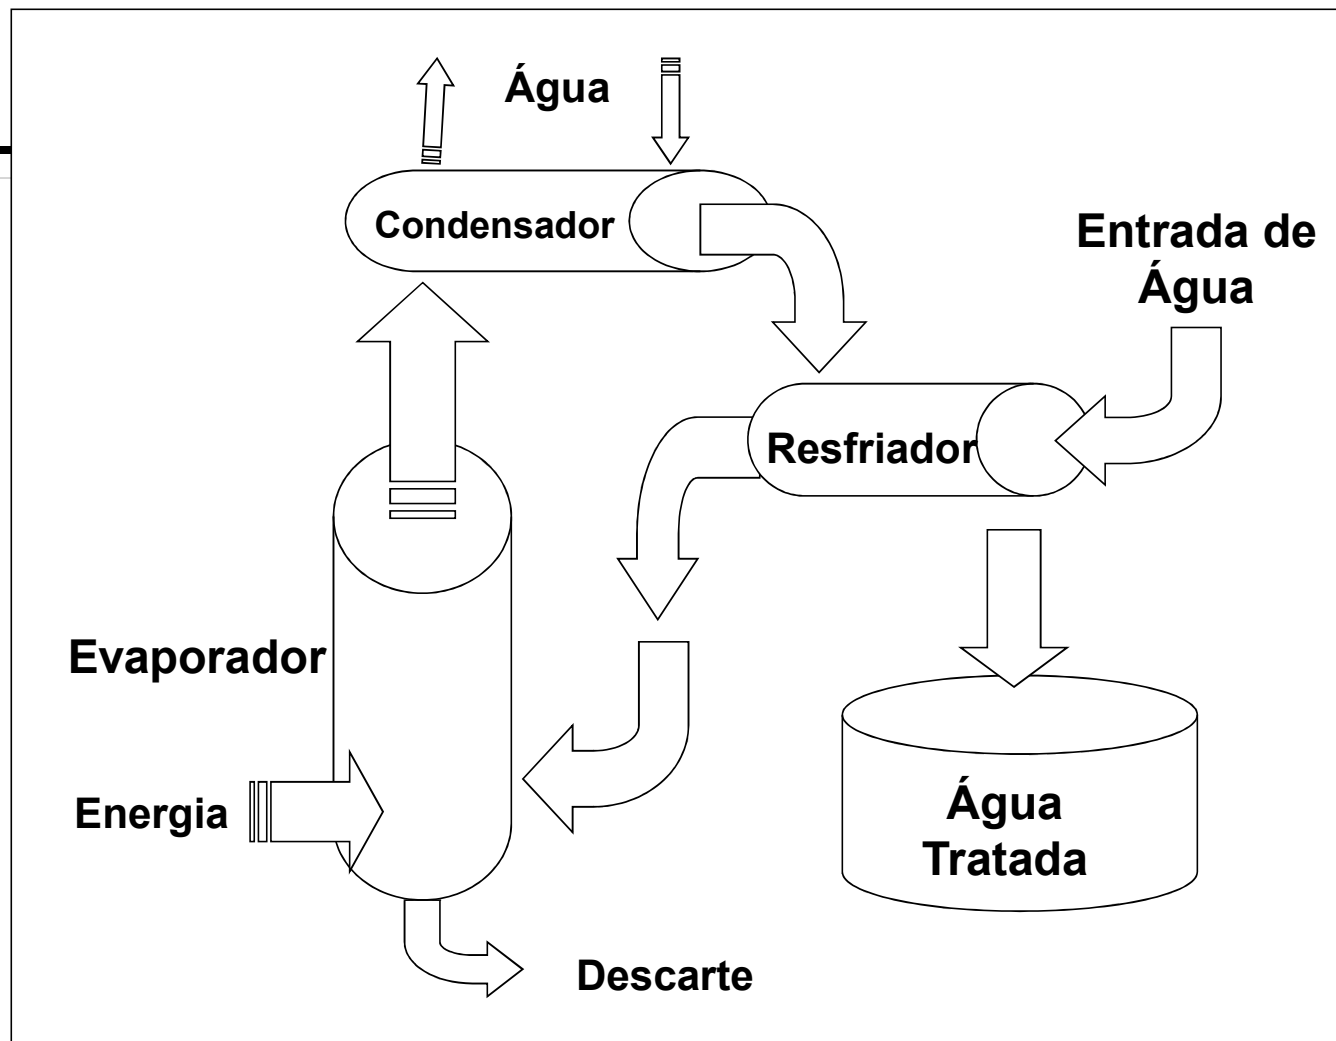 Água
Condensador
Entrada de
Água
Resfriador
Evaporador
Energia
Água
Tratada
Descarte